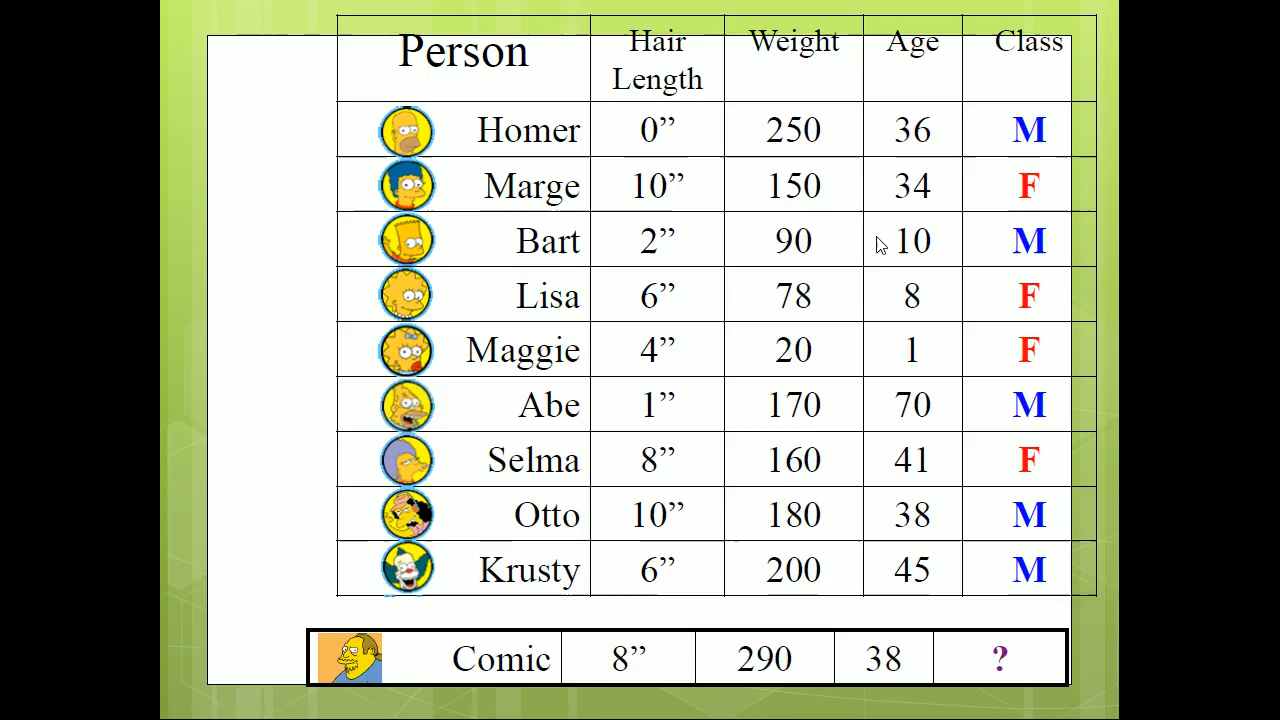 Person Hair Length Weight Age Class
Homer 0” 250 36 M
Marge 10” 150 34 F
Bart 2” 90 10 M
Lisa 6” 78 8 F
Maggie 4” 20 1 F
Abe 1” 170 70 M
Selma 8” 160 41 F
Otto 10” 180 38 M
Krusty 6” 200 45 M
Comic 8” 290 38 ?